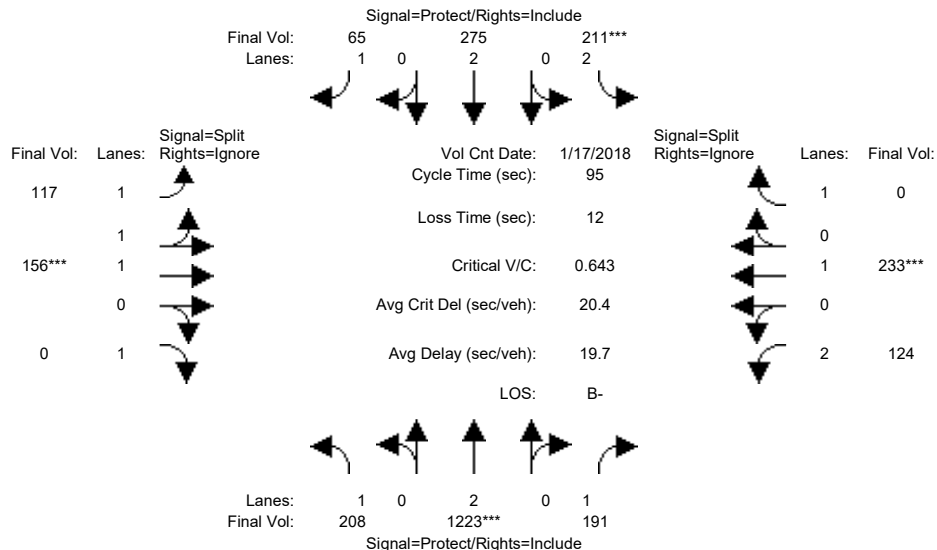 Signal=Protect/Rights=Include
Final Vol: 65 275 211***
Lanes: 1 0 2 0 2
Signal=Split
Final Vol: Lanes: Rights=Ignore
Vol Cnt Date: 1/17/2018
Signal=Split
Rights=Ignore Lanes: Final Vol:
Cycle Time (sec): 95
117 1
1 0
Loss Time (sec): 12
1
0
156*** 1
Critical V/C: 0.643
1 233***
0
Avg Crit Del (sec/veh): 20.4
0
0 1
Avg Delay (sec/veh): 19.7
2 124
LOS: B-
Lanes: 1 0 2 0 1
Final Vol: 208 1223*** 191
Signal=Protect/Rights=Include